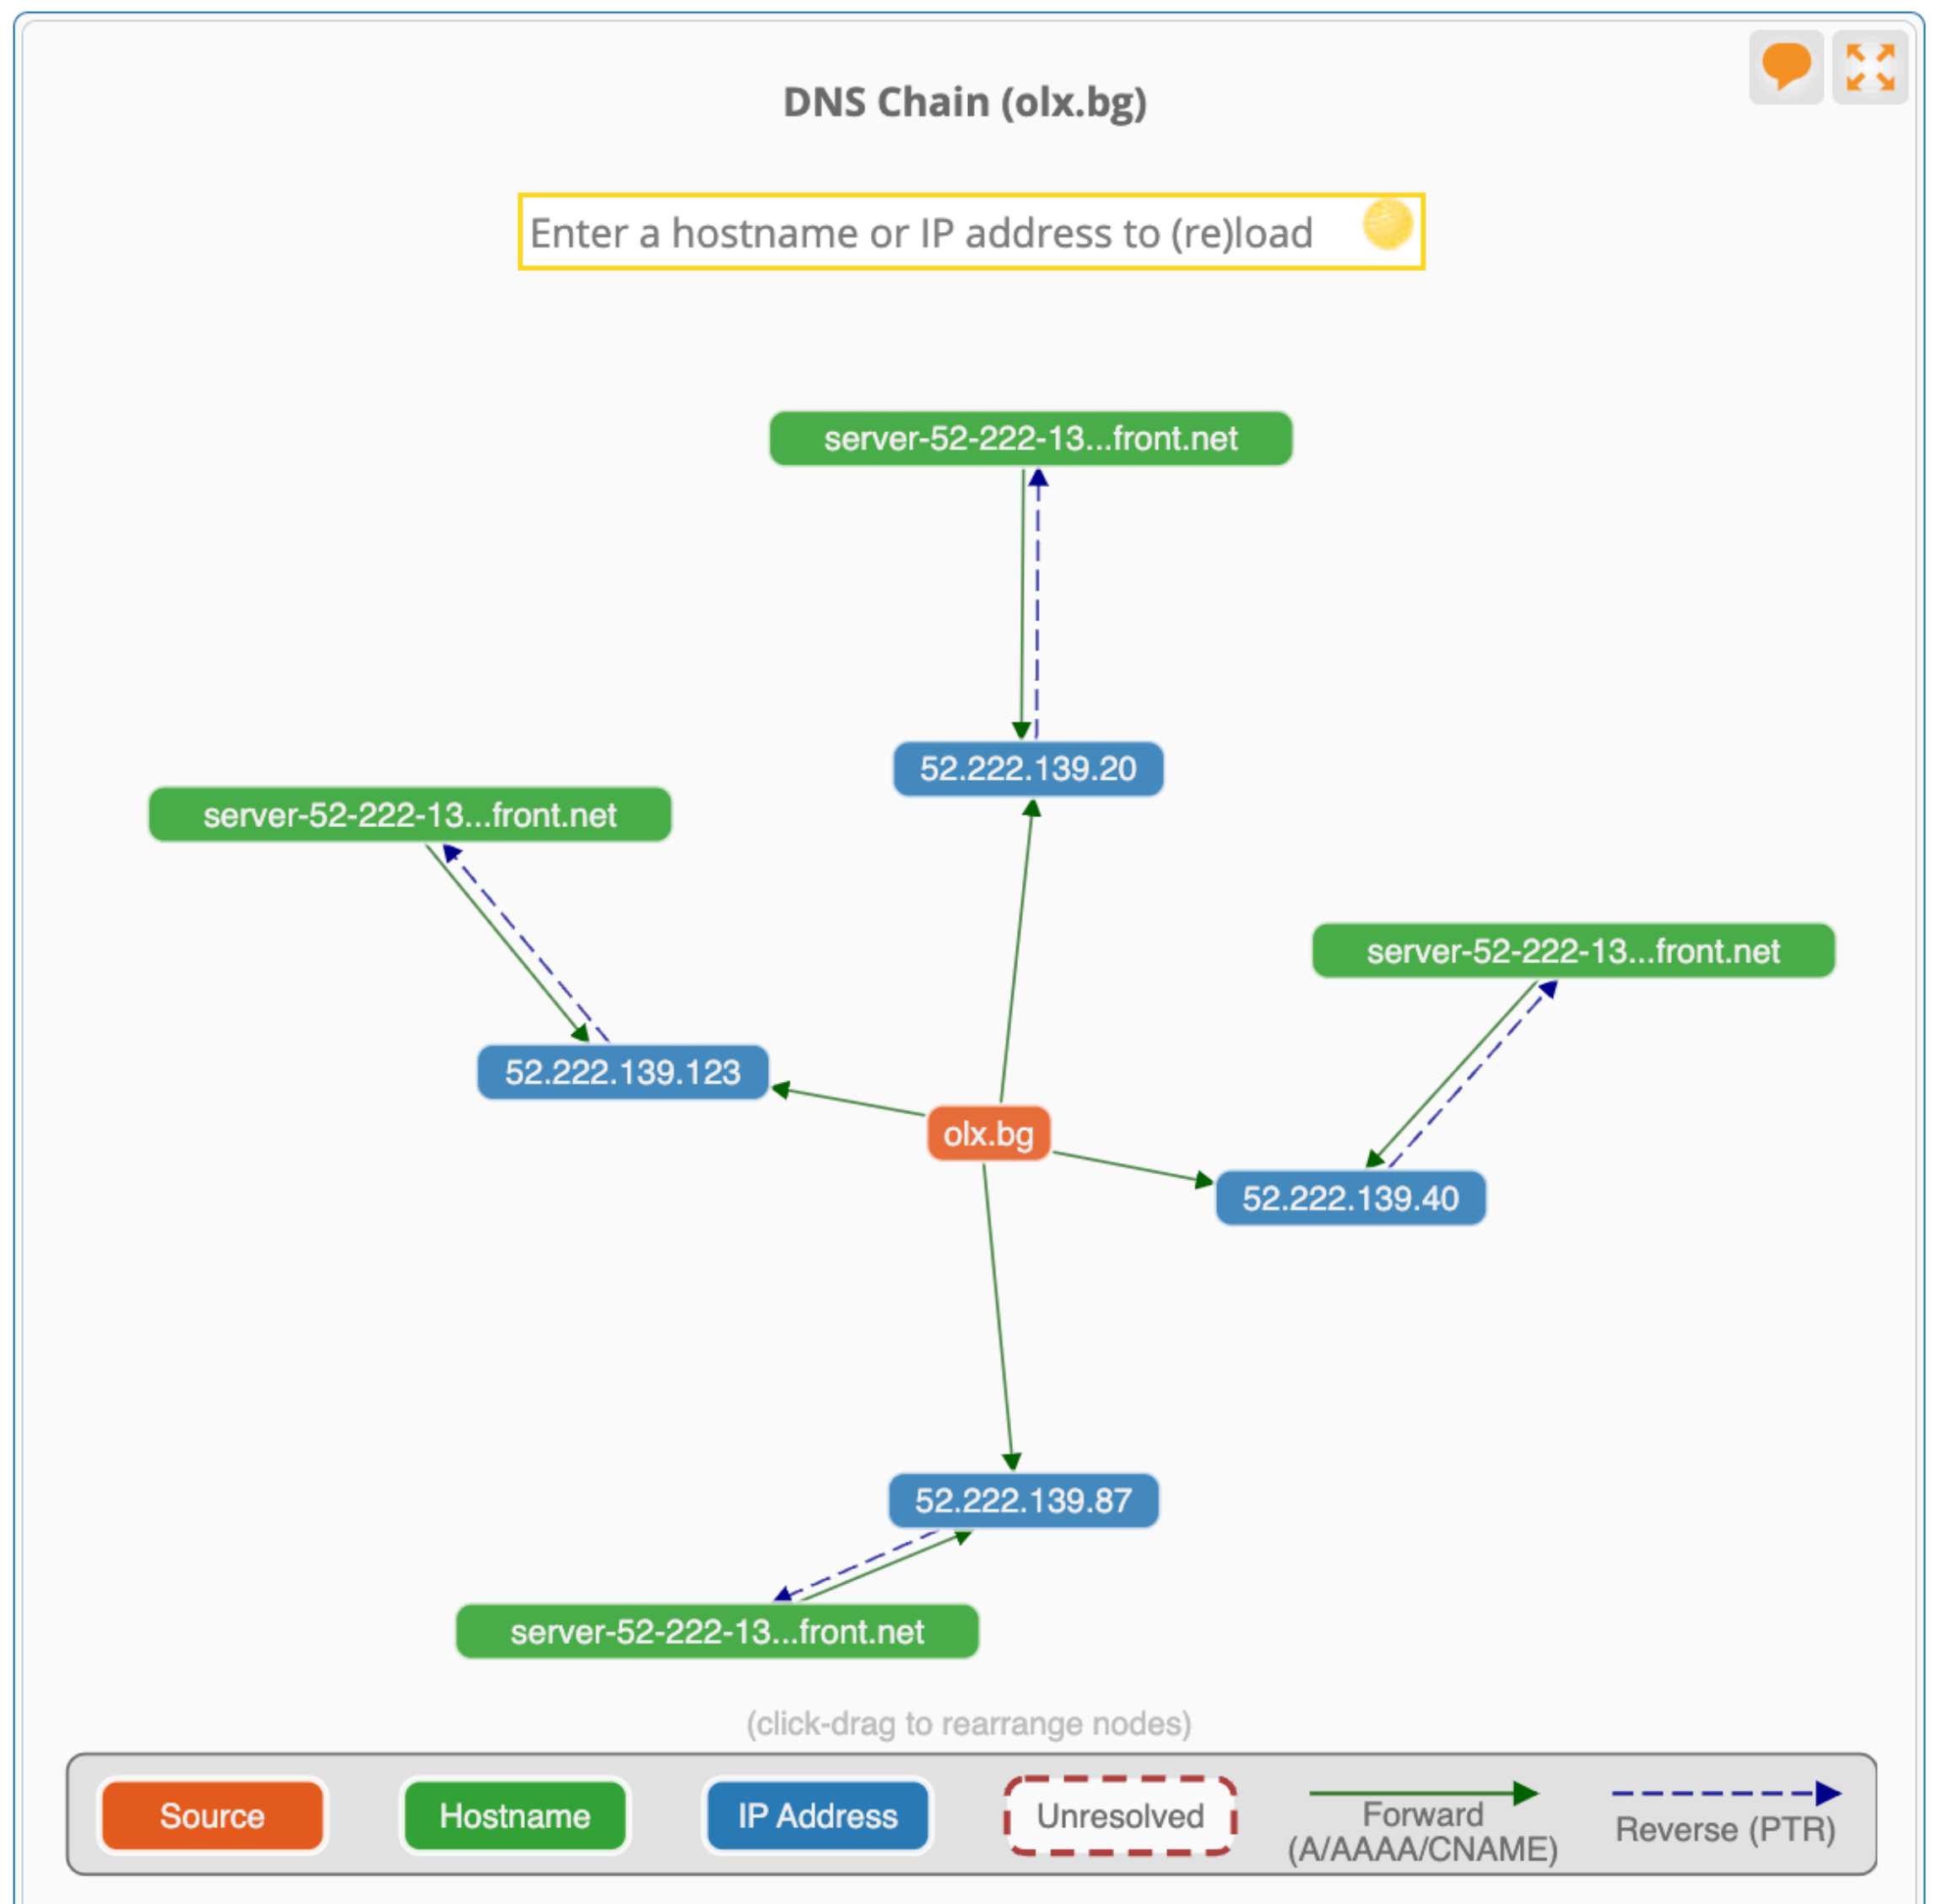 DNS Chain (olx.bg)
Enter a hostname or IP address to (re)load
server-52-222-13...front.net
52.222.139.20
server-52-222-13...front.net
server-52-222-13...front.net
52.222.139.123
olx.bg
52.222.139.40
52.222.139.87
server-52-222-13...front.net
(click-drag to rearrange nodes)
Source
Hostname
IP Address
Unresolved
Forward
(A/AAAA/CNAME)
Reverse (PTR)